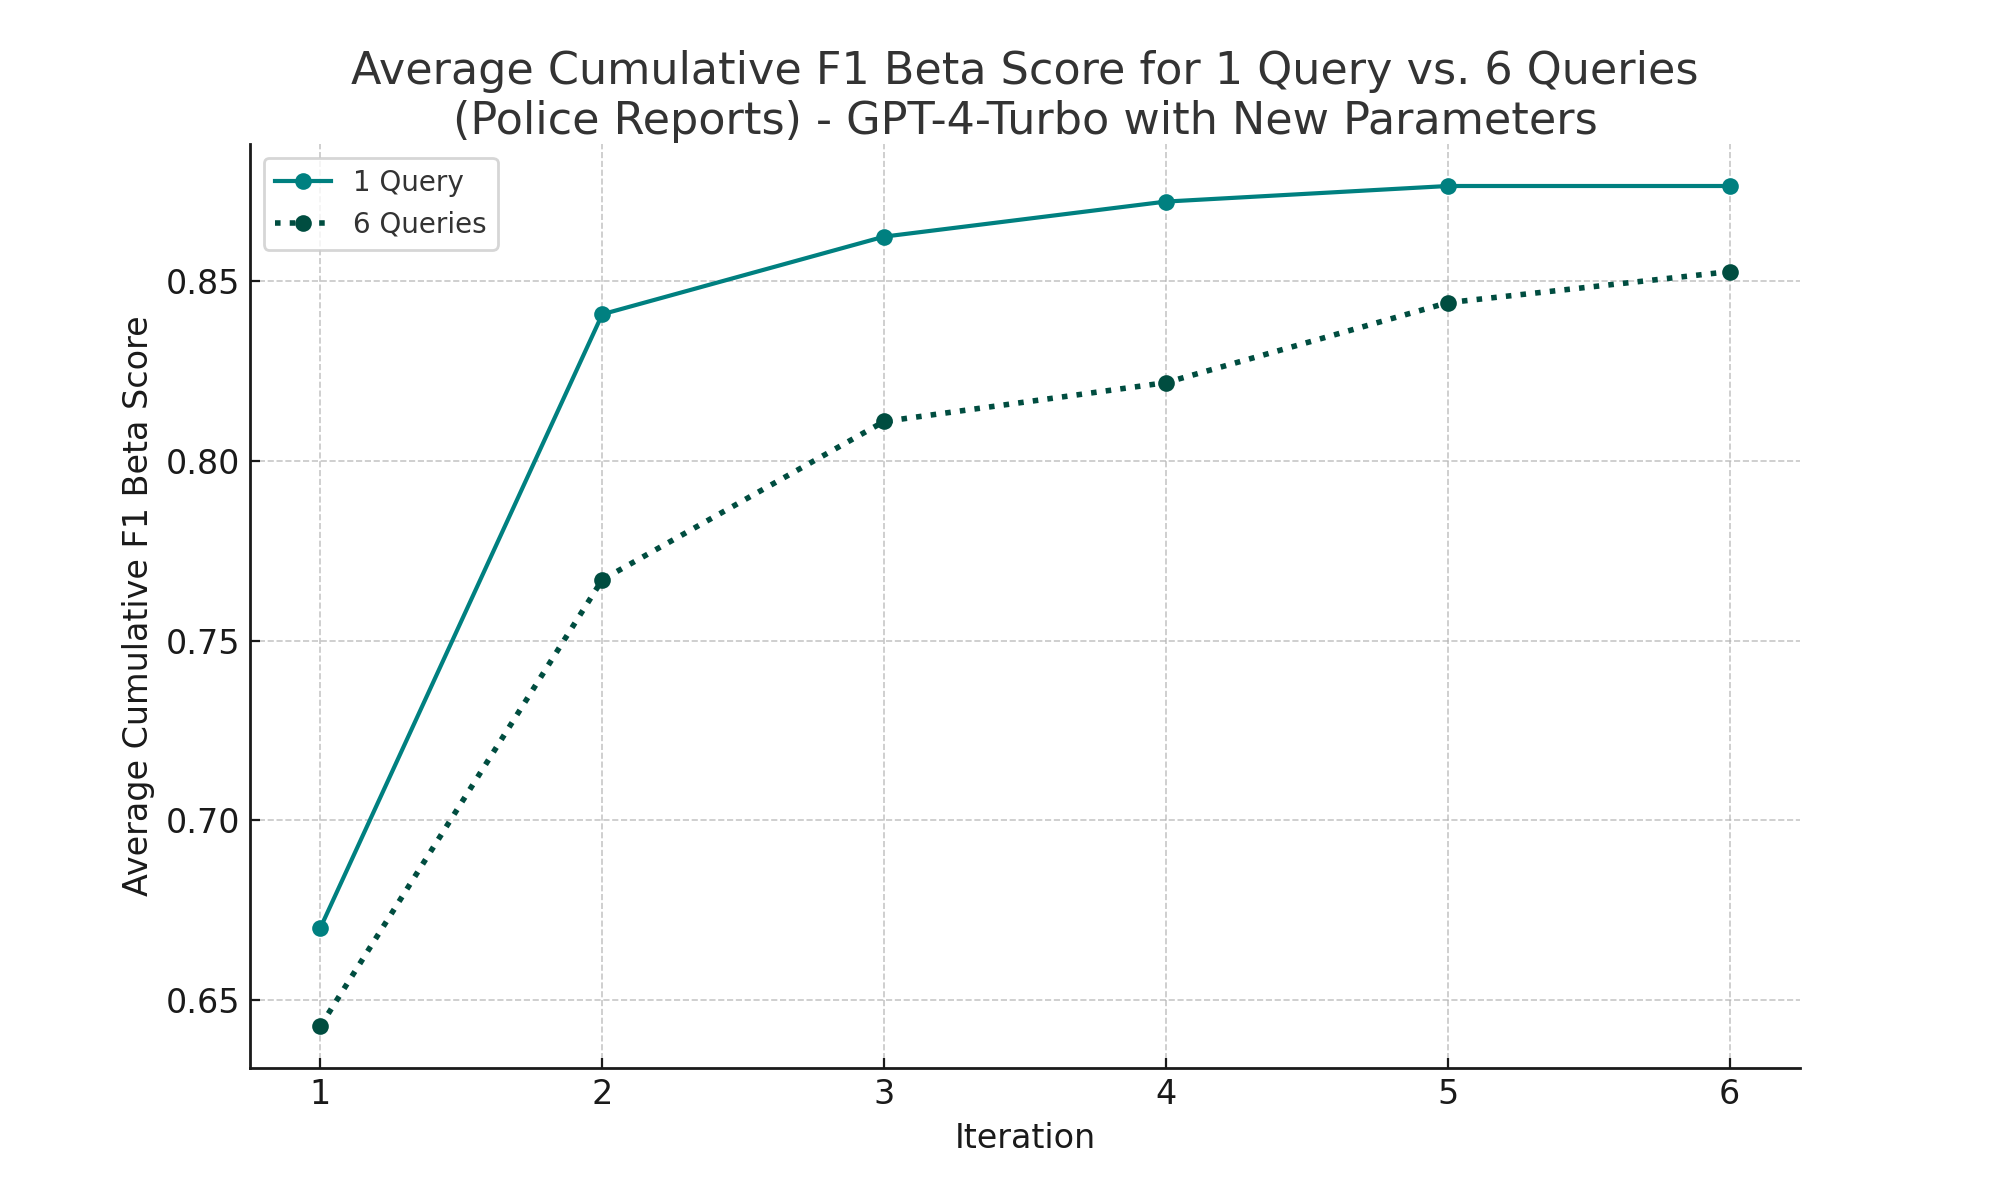 Average Cumulative F1 Beta Score for 1 Query vs. 6 Queries
(Police Reports) - GPT-4-Turbo with New Parameters
1 Query
6 Queries
Average Cumulative F1 Beta Score
0.85
0.80
0.75
0.70
0.65
1 2 3 4 5 6
Iteration